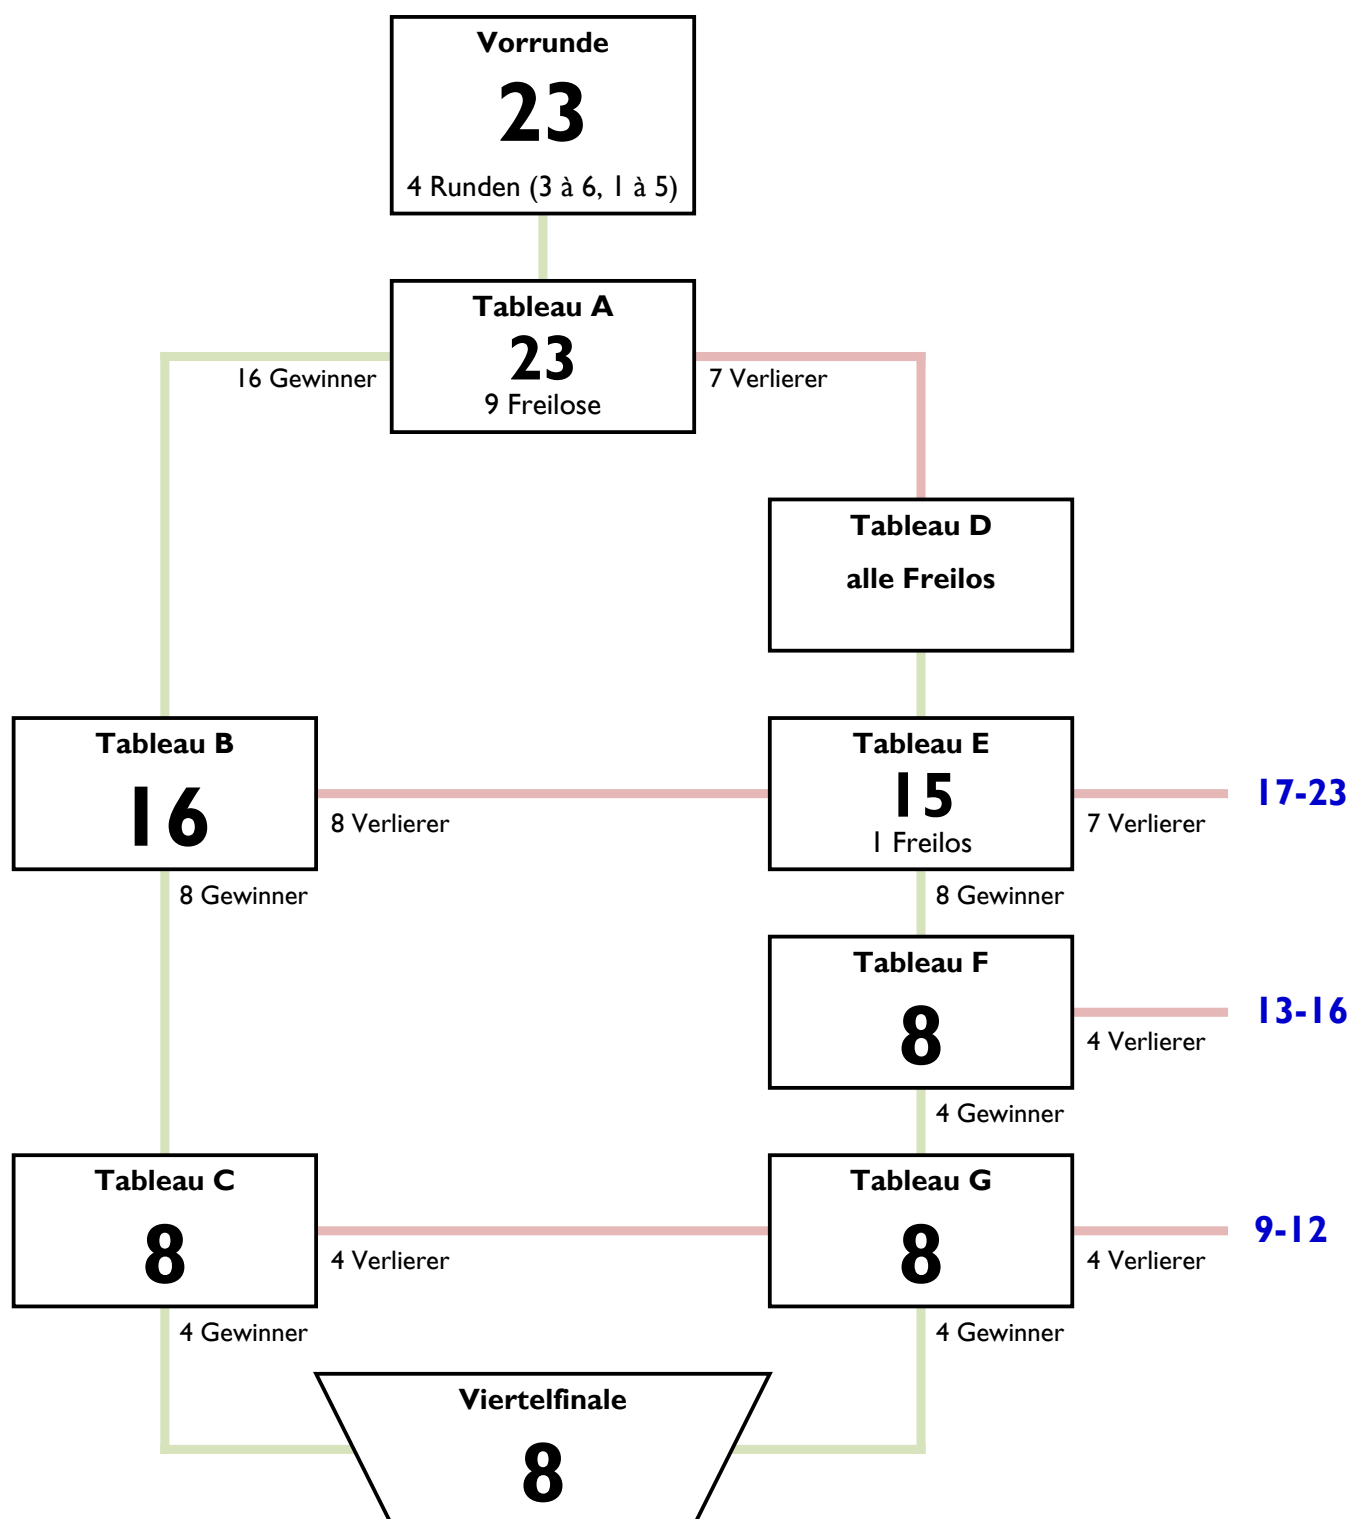 Vorrunde
23
4 Runden (3 à 6, 1 à 5)
Tableau A
23
9 Freilose
16 Gewinner
7 Verlierer
Tableau D
alle Freilos
Tableau B
16
8 Verlierer
Tableau E
15
1 Freilos
7 Verlierer
17-23
8 Gewinner
8 Gewinner
Tableau F
8
4 Verlierer
13-16
4 Gewinner
Tableau C
8
4 Verlierer
Tableau G
8
4 Verlierer
9-12
4 Gewinner
4 Gewinner
Viertelfinale
8